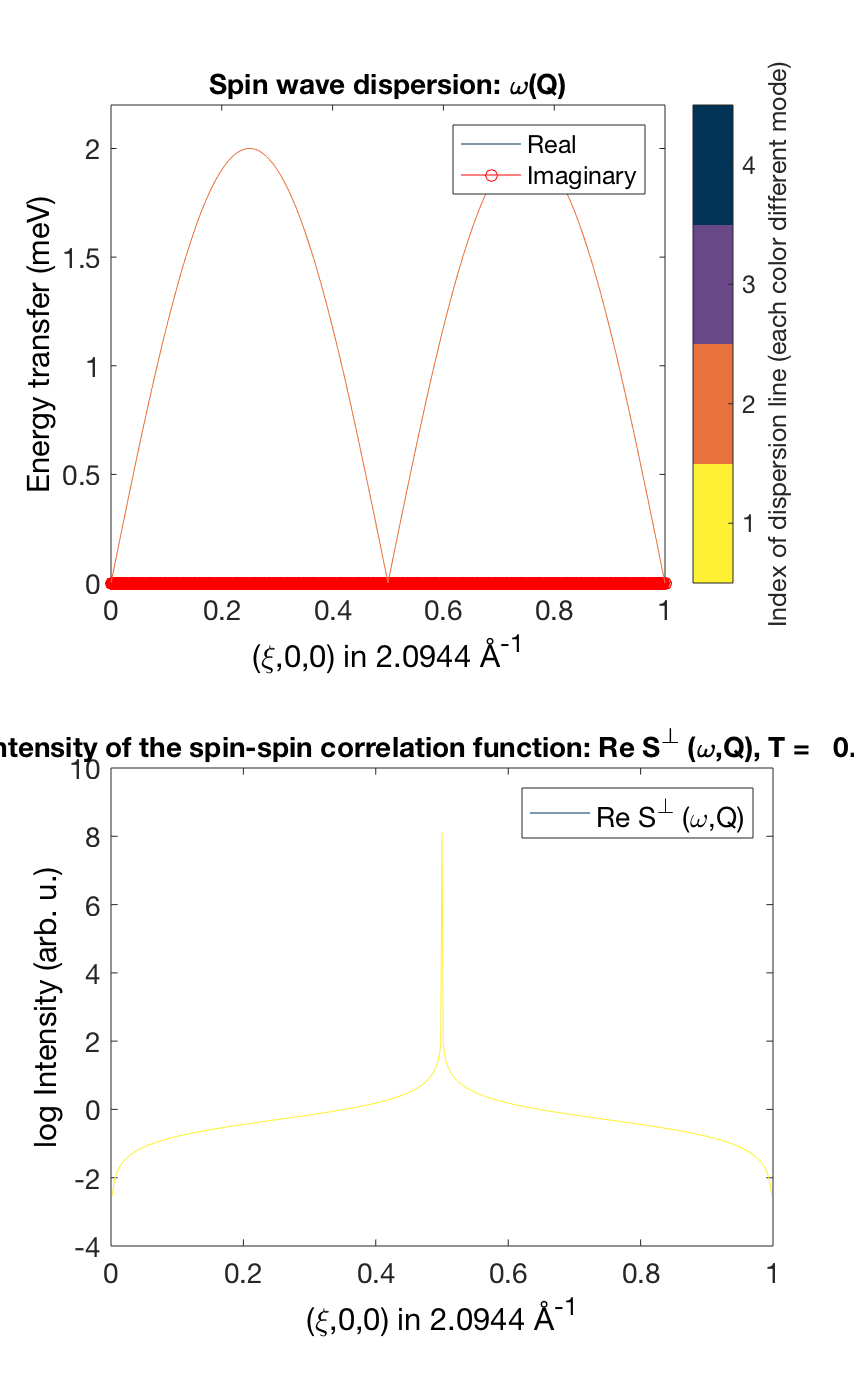 Spin wave dispersion: ω(Q)
Real
Imaginary
Energy transfer (meV)
2
1.5
1
0.5
0
0 0.2 0.4 0.6 0.8 1
(ξ,0,0) in 2.0944 Å-1
4
3
2
1
Index of dispersion line (each color different mode)
ntensity of the spin-spin correlation function: Re S⊥ (ω,Q), T = 0.
Re S⊥ (ω,Q)
log Intensity (arb. u.)
10
8
6
4
2
0
-2
-4
0 0.2 0.4 0.6 0.8 1
(ξ,0,0) in 2.0944 Å-1